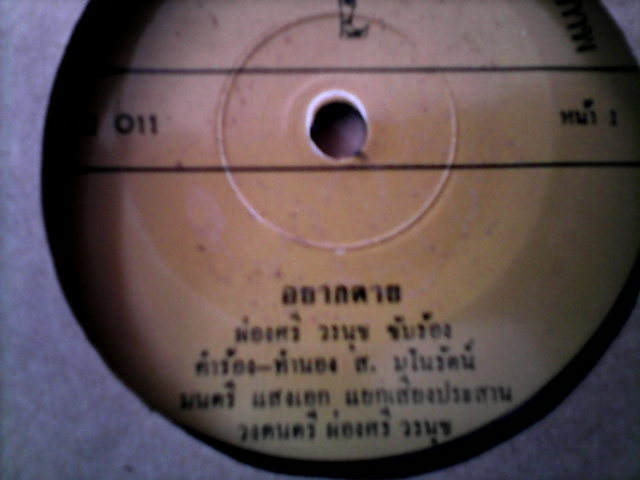 011
หน้า 1
อยากตาย
ผ่องศรี วรนุช ขับร้อง
คำร้อง-ทำนอง ส. มโนรัตน์
มนตรี แสงเอก แยกเสียงประสาน
วงดนตรี ผ่องศรี วรนุช